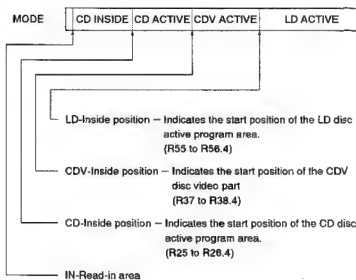 MODE CD INSIDE CD ACTIVE CDV ACTIVE LD ACTIVE
LD-Inside position – Indicates the start position of the LD disc
active program area.
(R55 to R56.4)
CDV-Inside position – Indicates the start position of the CDV
disc video part
(R37 to R38.4)
CD-Inside position – Indicates the start position of the CD disc
active program area.
(R25 to R26.4)
IN-Read-in area